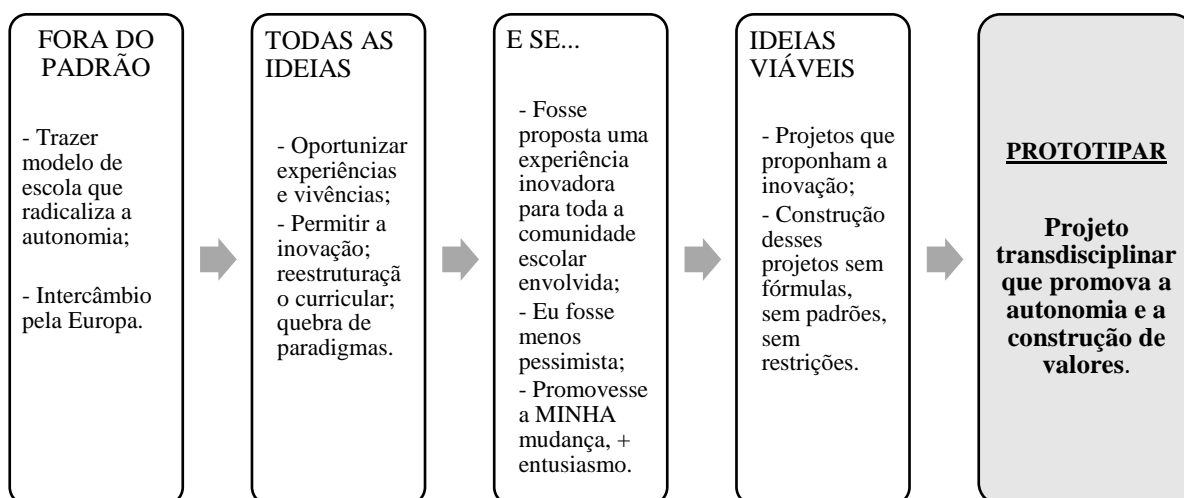 FORA DO
PADRÃO
- Trazer
modelo de
escola que
radicaliza a
autonomia;
- Intercâmbio
pela Europa.
TODAS AS
IDEIAS
- Oportunizar
experiências
e vivências;
- Permitir a
inovação;
reestruturaçã
o curricular;
quebra de
paradigmas.
E SE...
- Fosse
proposta uma
experiência
inovadora
para toda a
comunidade
escolar
envolvida;
- Eu fosse
menos
pessimista;
- Promovesse
a MINHA
mudança, +
entusiasmo.
IDEIAS
VIÁVEIS
- Projetos que
proponham a
inovação;
- Construção
desses
projetos sem
fórmulas,
sem padrões,
sem
restrições.
PROTOTIPAR
Projeto
transdisciplinar
que promova a
autonomia e a
construção de
valores.